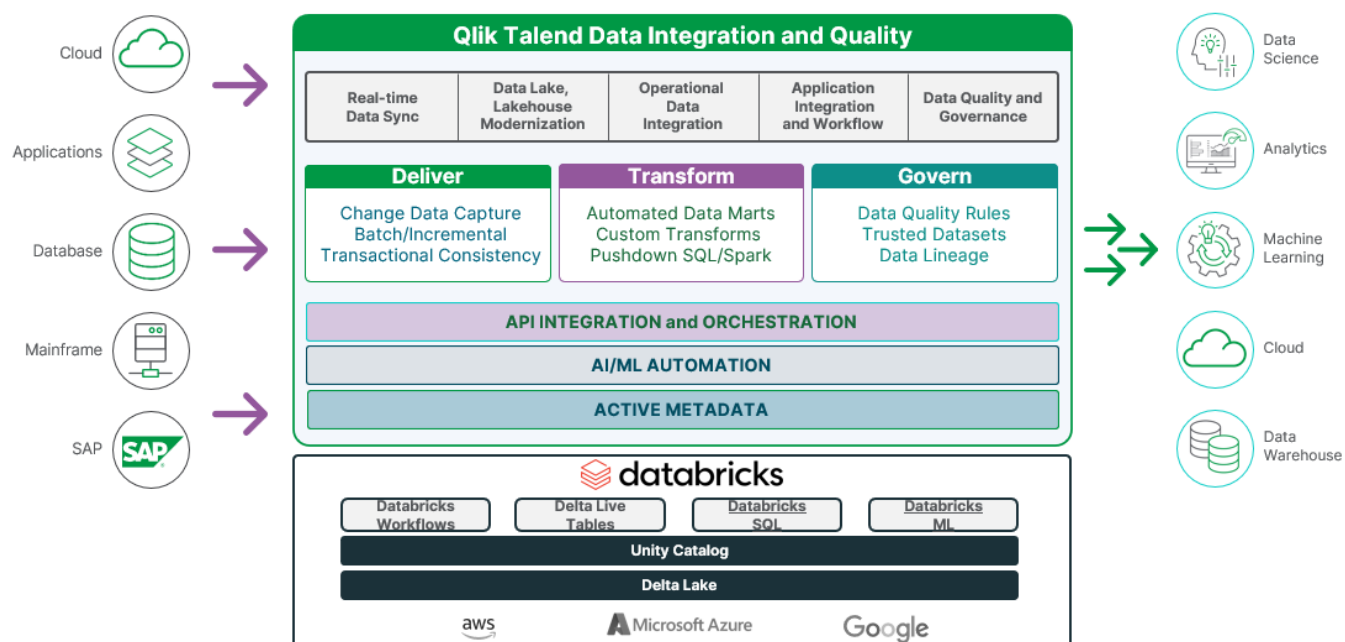 Cloud
Applications
Database
Mainframe
SAP
SAP
Qlik Talend Data Integration and Quality
Real-time
Data Sync
Data Lake,
Lakehouse
Modernization
Operational
Data
Integration
Application
Integration
and Workflow
Data Quality and
Governance
Deliver
Change Data Capture
Batch/Incremental
Transactional Consistency
Transform
Automated Data Marts
Custom Transforms
Pushdown SQL/Spark
Govern
Data Quality Rules
Trusted Datasets
Data Lineage
API INTEGRATION and ORCHESTRATION
AI/ML AUTOMATION
ACTIVE METADATA
databricks
Databricks
Workflows
Delta Live
Tables
Databricks
SQL
Databricks
ML
Unity Catalog
Delta Lake
aws
Microsoft Azure
Google
Data
Science
Analytics
Machine
Learning
Cloud
Data
Warehouse